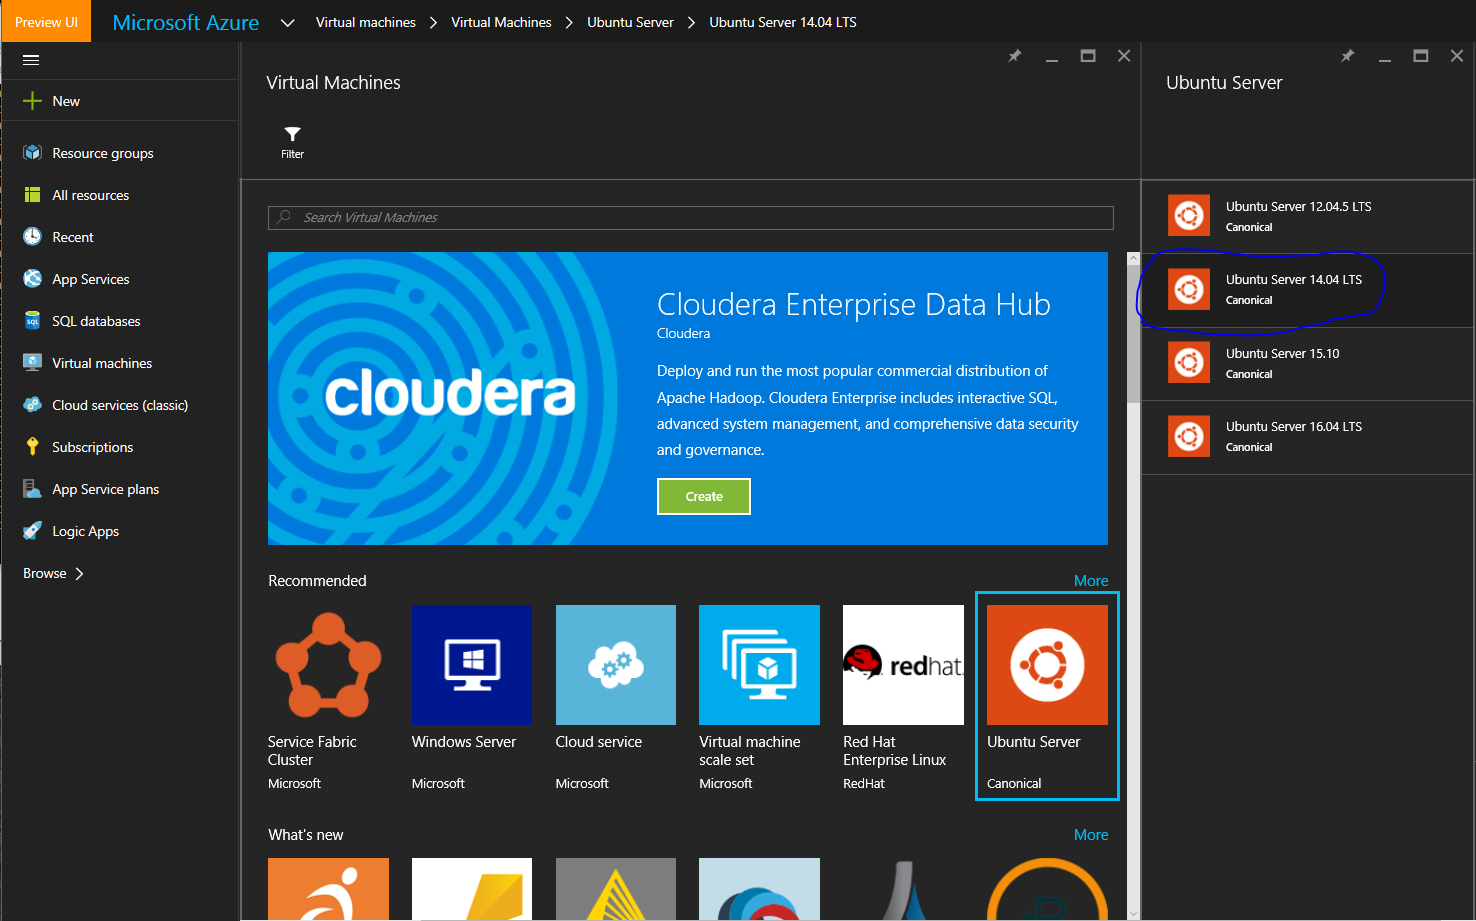 Preview UI
Microsoft Azure
Virtual machines
Virtual Machines
Ubuntu Server
Ubuntu Server 14.04 LTS
New
Resource groups
All resources
Recent
App Services
SQL databases
Virtual machines
Cloud services (classic)
Subscriptions
App Service plans
Logic Apps
Browse
Virtual Machines
Filter
Search Virtual Machines
cloudera
Cloudera Enterprise Data Hub
Cloudera
Deploy and run the most popular commercial distribution of
Apache Hadoop. Cloudera Enterprise includes interactive SQL,
advanced system management, and comprehensive data security
and governance.
Create
Recommended
More
redhat.
Service Fabric
Cluster
Microsoft
Windows Server
Microsoft
Cloud service
Microsoft
Virtual machine
scale set
Microsoft
Red Hat
Enterprise Linux
RedHat
Ubuntu Server
Canonical
What's new
More
Ubuntu Server
Ubuntu Server 12.04.5 LTS
Canonical
Ubuntu Server 14.04 LTS
Canonical
Ubuntu Server 15.10
Canonical
Ubuntu Server 16.04 LTS
Canonical